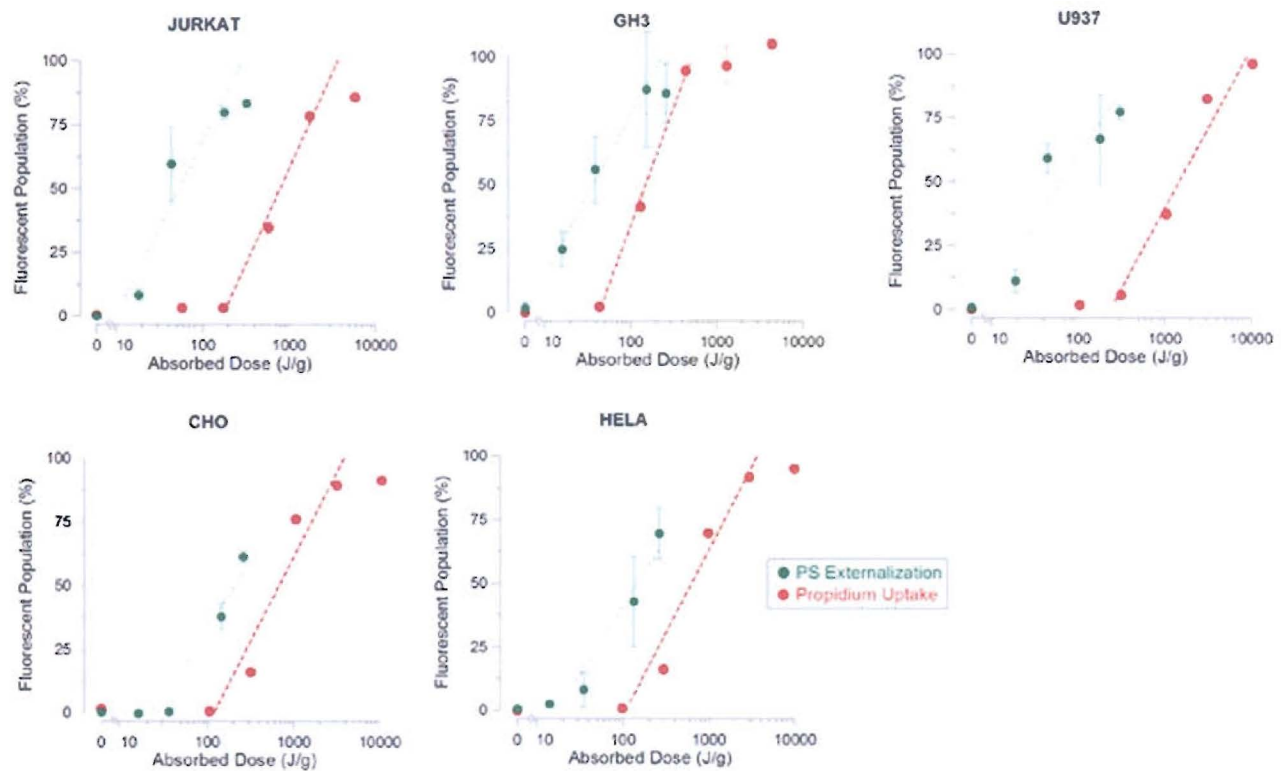 JURKAT
Fluorescent Population (%)
100
75
50
25
0
0 10 100 1000 10000
Absorbed Dose (J/g)
GH3
Fluorescent Population (%)
100
75
50
25
0
0 10 100 1000 10000
Absorbed Dose (J/g)
U937
Fluorescent Population (%)
100
75
50
25
0
0 10 100 1000 10000
Absorbed Dose (J/g)
CHO
Fluorescent Population (%)
100
75
50
25
0
0 10 100 1000 10000
Absorbed Dose (J/g)
HELA
Fluorescent Population (%)
100
75
50
25
0
0 10 100 1000 10000
Absorbed Dose (J/g)
PS Externalization
Propidium Uptake